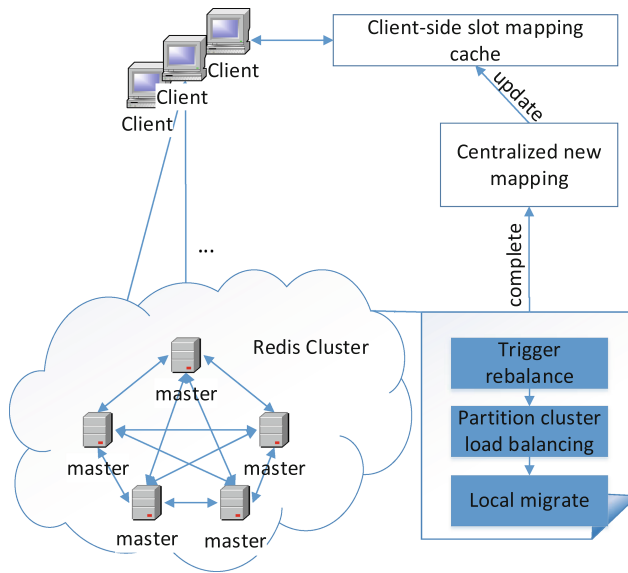 Client-side slot mapping
cache
Client
Client
Client
update
Centralized new
mapping
...
complete
Redis Cluster
master
master
master
master
master
Trigger
rebalance
Partition cluster
load balancing
Local migrate